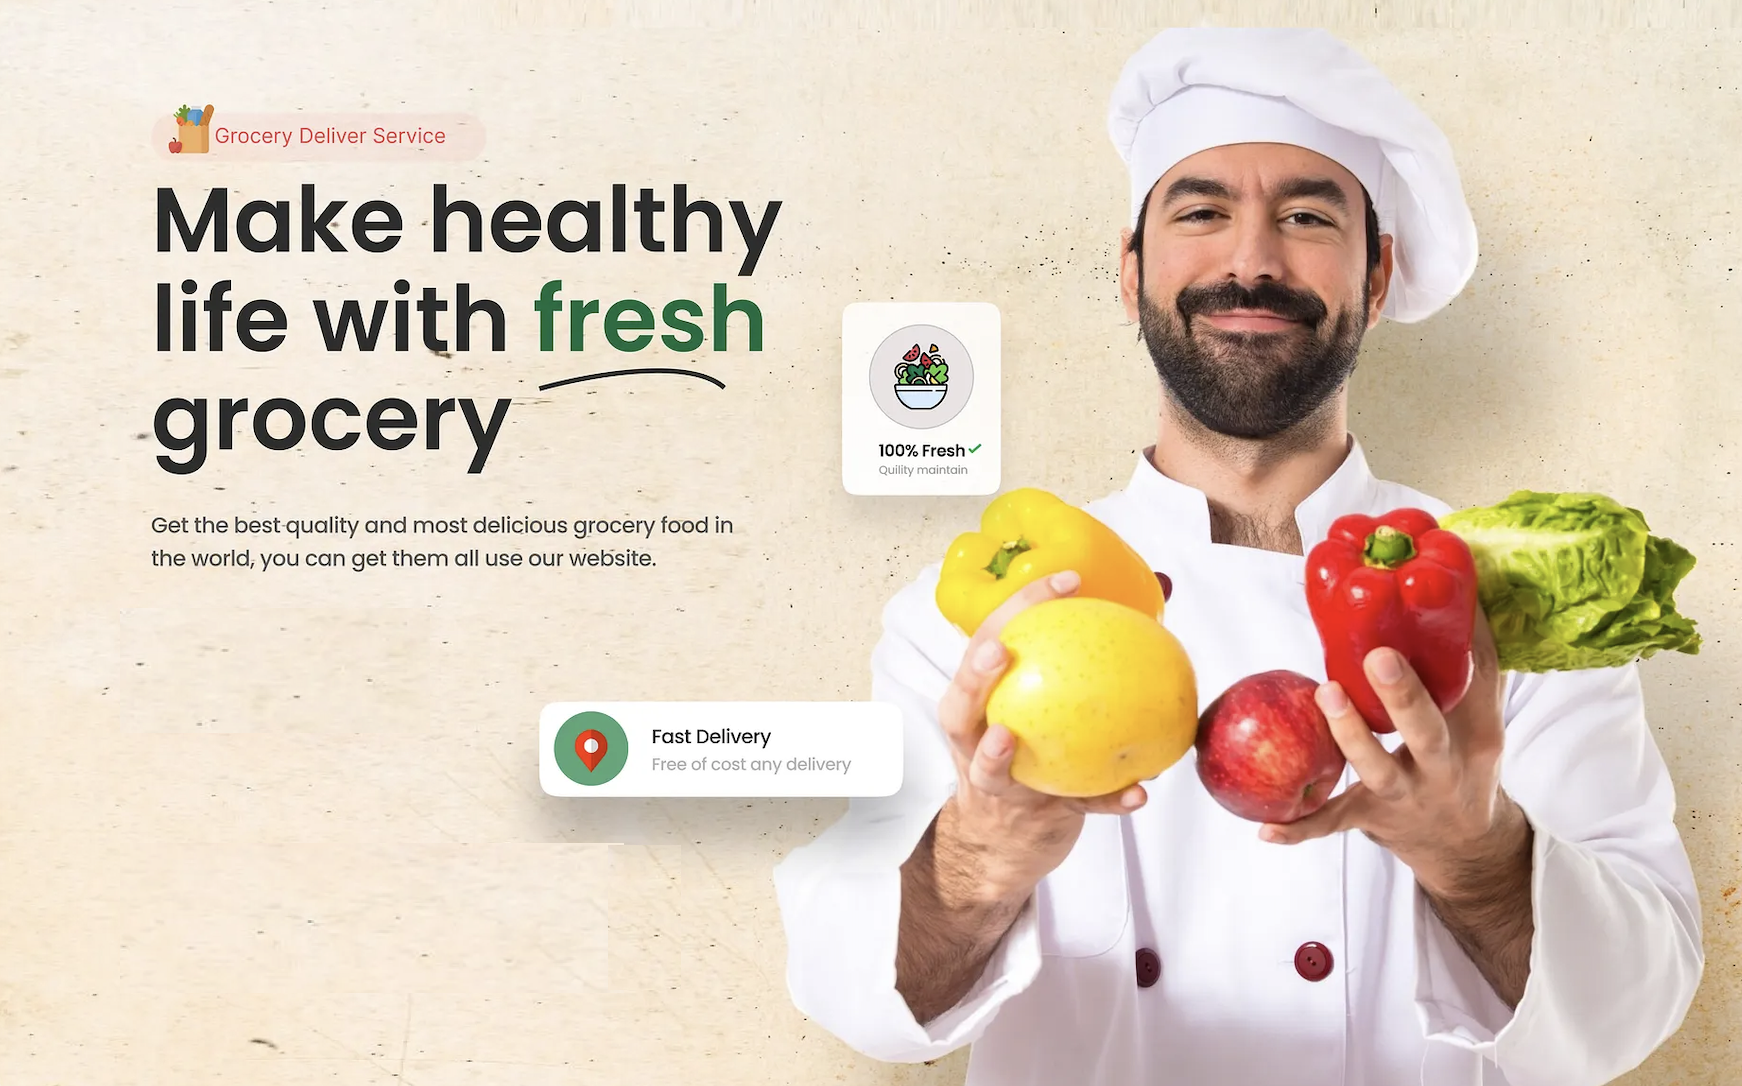 Grocery Deliver Service
Make healthy
life with fresh
grocery
Get the best quality and most delicious grocery food in
the world, you can get them all use our website.
100% Fresh
Quility maintain
Fast Delivery
Free of cost any delivery